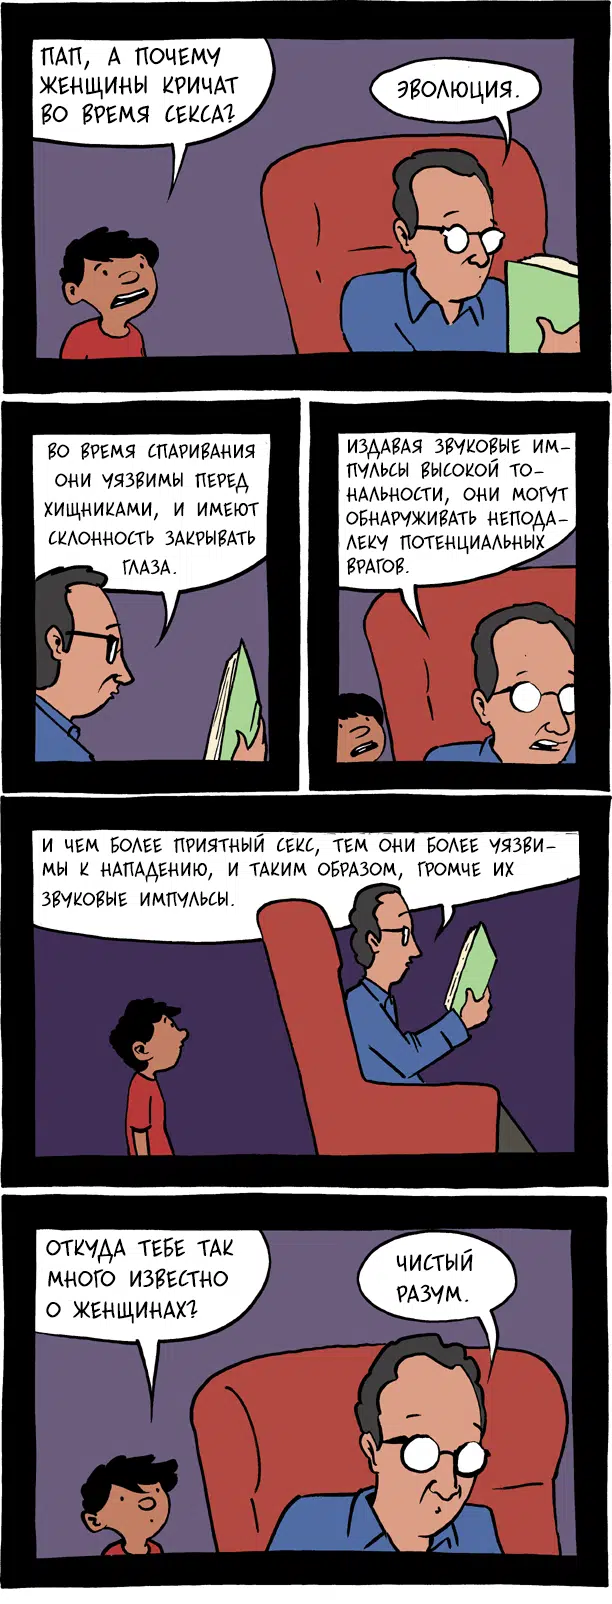 ПАП, А ПОЧЕМУ
ЖЕНЩИНЫ КРИЧАТ
ВО ВРЕМЯ СЕКСА?
ЭВОЛЮЦИЯ.
ВО ВРЕМЯ СПАРИВАНИЯ
ОНИ УЯЗВИМЫ ПЕРЕД
ХИЩНИКАМИ, И ИМЕЮТ
СКЛОННОСТЬ ЗАКРЫВАТЬ
ГЛАЗА.
ИЗДАВАЯ ЗВУКОВЫЕ ИМ-
ПУЛЬСЫ ВЫСОКОЙ ТО-
НАЛЬНОСТИ, ОНИ МОГУТ
ОБНАРУЖИВАТЬ НЕПОДА-
ЛЕКУ ПОТЕНЦИАЛЬНЫХ
ВРАГОВ.
И ЧЕМ БОЛЕЕ ПРИЯТНЫЙ СЕКС, ТЕМ ОНИ БОЛЕЕ УЯЗВИ-
МЫ К НАПАДЕНИЮ, И ТАКИМ ОБРАЗОМ, ГРОМЧЕ ИХ
ЗВУКОВЫЕ ИМПУЛЬСЫ.
ОТКУДА ТЕБЕ ТАК
МНОГО ИЗВЕСТНО
О ЖЕНЩИНАХ?
ЧИСТЫЙ
РАЗУМ.